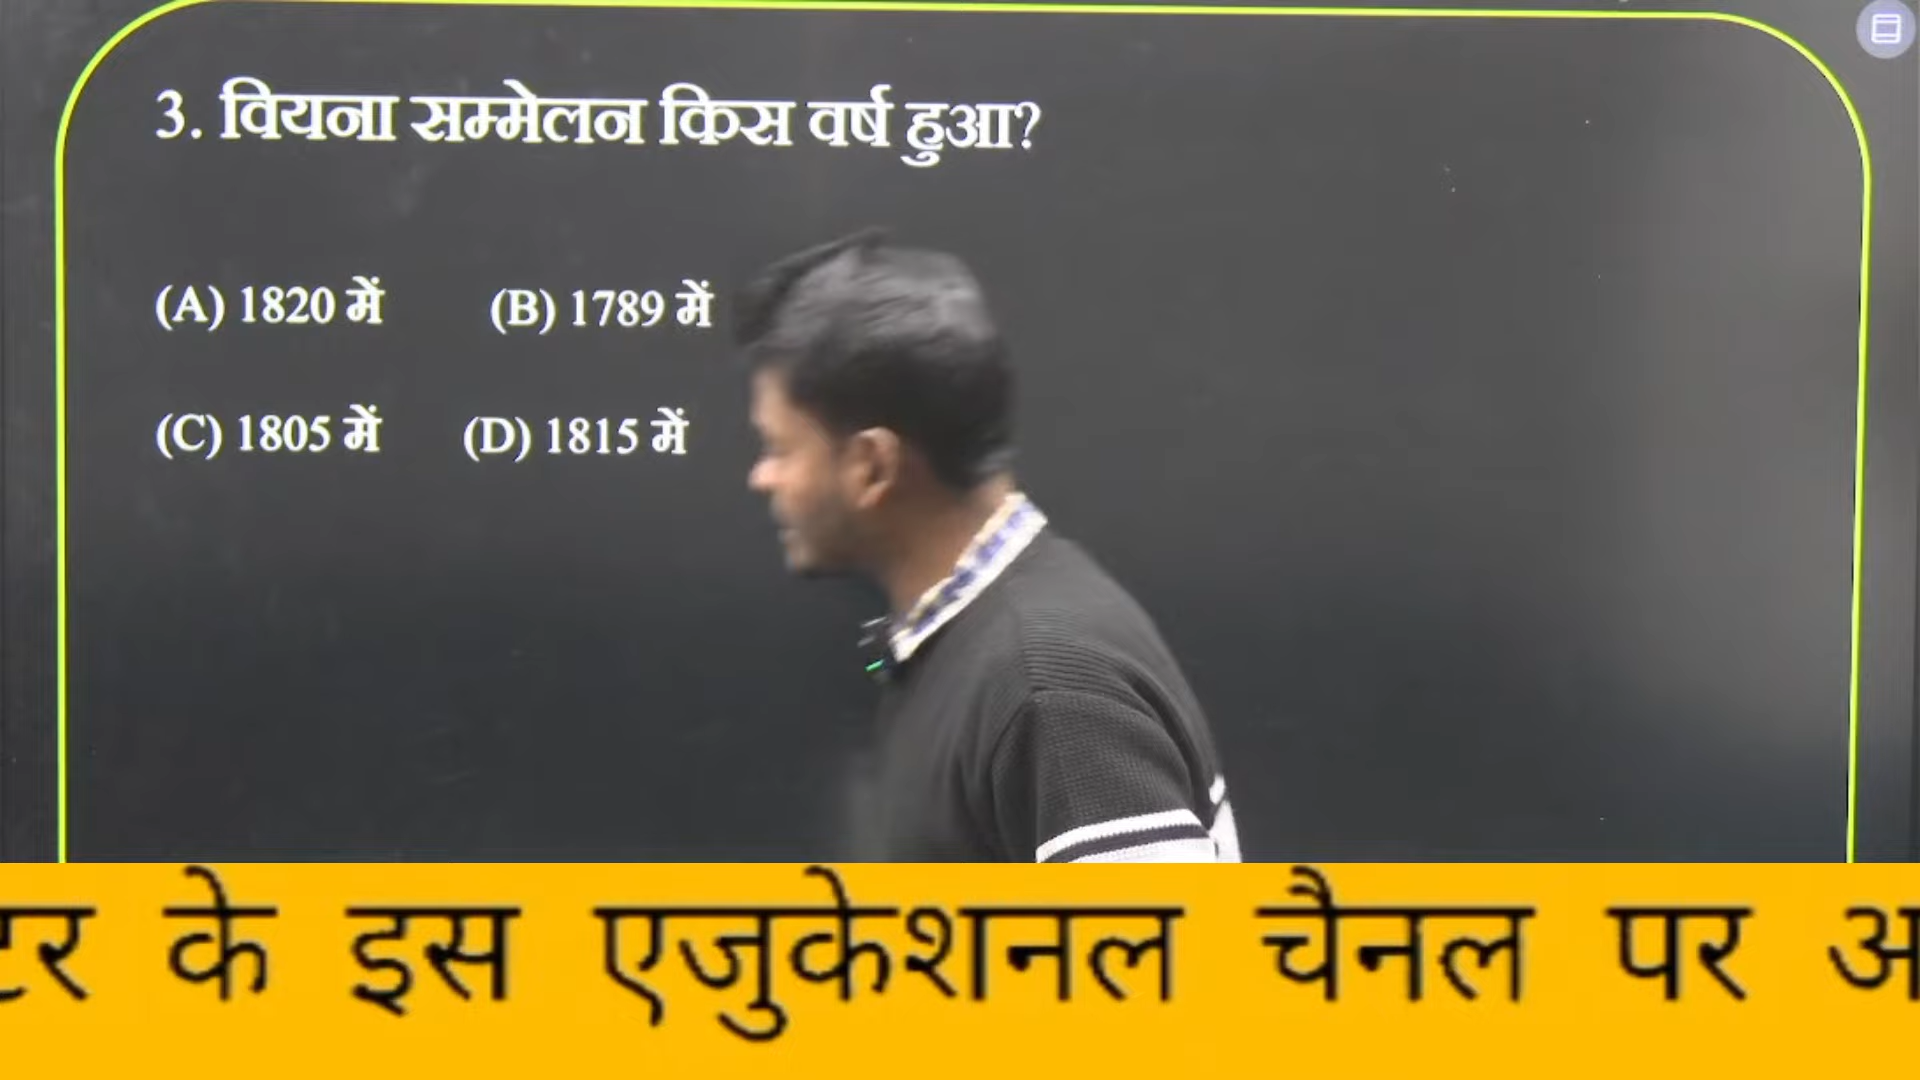 3. वियना सम्मेलन किस वर्ष हुआ?
(A) 1820 में (B) 1789 में
(C) 1805 में (D) 1815 में
के इस एजुकेशनल चैनल पर